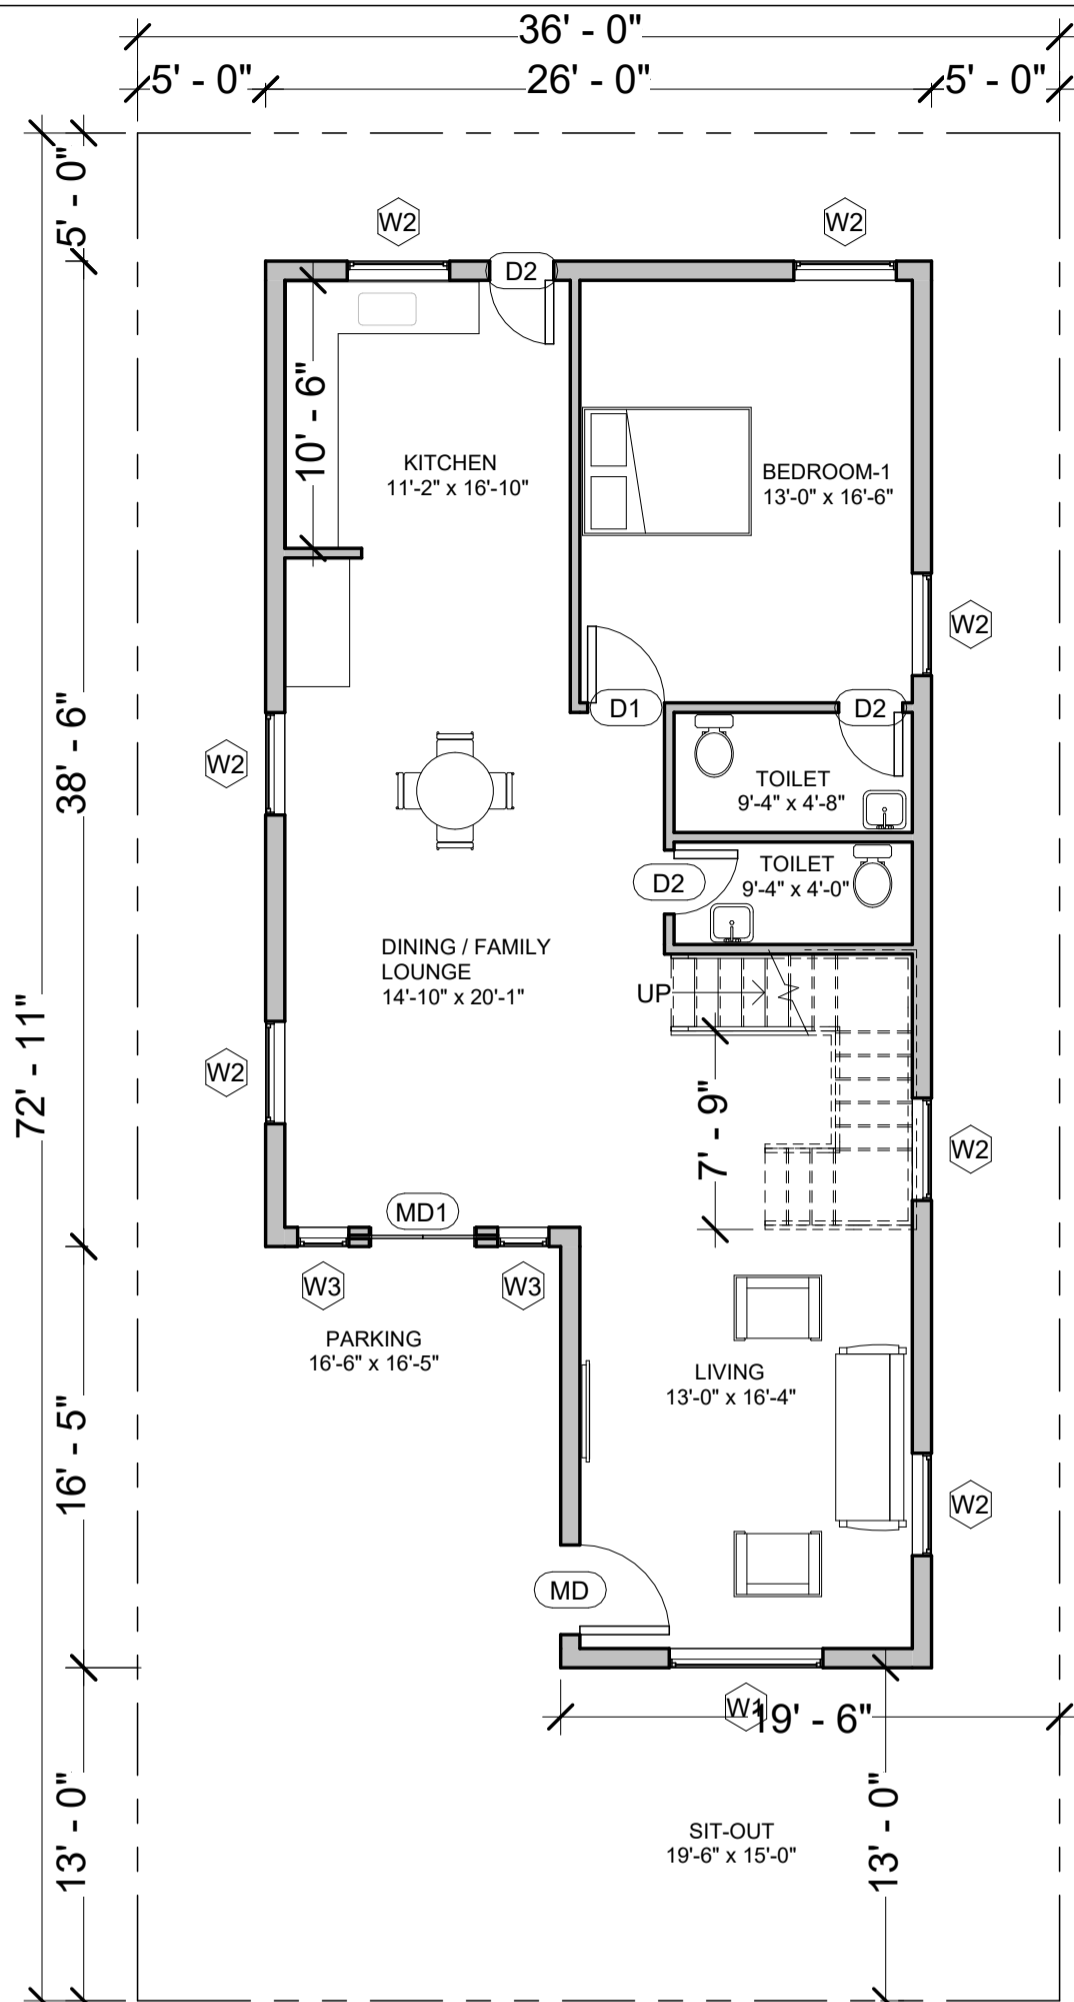 36' - 0"
5' - 0"
26' - 0"
5' - 0"
5' - 0"
W2
W2
D2
10' - 6"
KITCHEN
11'-2" x 16'-10"
BEDROOM-1
13'-0" x 16'-6"
W2
D1
D2
38' - 6"
W2
TOILET
9'-4" x 4'-8"
TOILET
9'-4" x 4'-0"
D2
DINING / FAMILY
LOUNGE
14'-10" x 20'-1"
UP
72' - 11"
W2
7' - 9"
W2
MD1
W3
W3
PARKING
16'-6" x 16'-5"
LIVING
13'-0" x 16'-4"
16' - 5"
W2
MD
W1
19' - 6"
13' - 0"
SIT-OUT
19'-6" x 15'-0"
13' - 0"